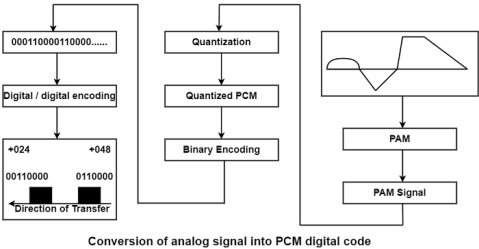 000110000110000......
Quantization
Digital / digital encoding
Quantized PCM
+024 +048
Binary Encoding
PAM
00110000 0110000
PAM Signal
Direction of Transfer
Conversion of analog signal into PCM digital code